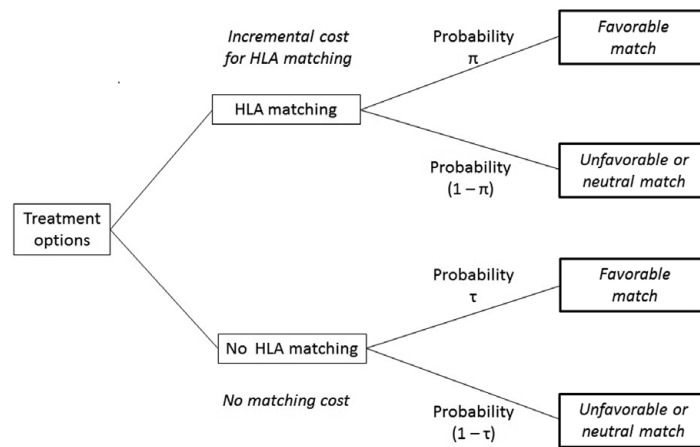 Incremental cost
for HLA matching
Probability
π
Favorable
match
HLA matching
Probability
(1 – π)
Unfavorable or
neutral match
Treatment
options
Probability
τ
Favorable
match
No HLA matching
No matching cost
Probability
(1 – τ)
Unfavorable or
neutral match